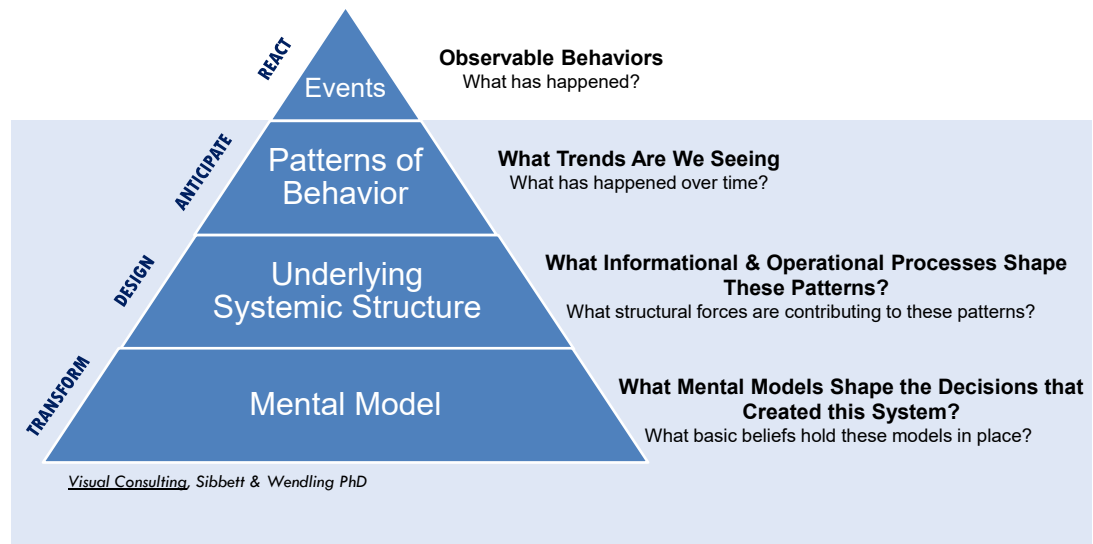 REACT
Events
Observable Behaviors
What has happened?
ANTICIPATE
Patterns of
Behavior
What Trends Are We Seeing
What has happened over time?
DESIGN
Underlying
Systemic Structure
What Informational & Operational Processes Shape
These Patterns?
What structural forces are contributing to these patterns?
TRANSFORM
Mental Model
What Mental Models Shape the Decisions that
Created this System?
What basic beliefs hold these models in place?
Visual Consulting, Sibbett & Wendling PhD